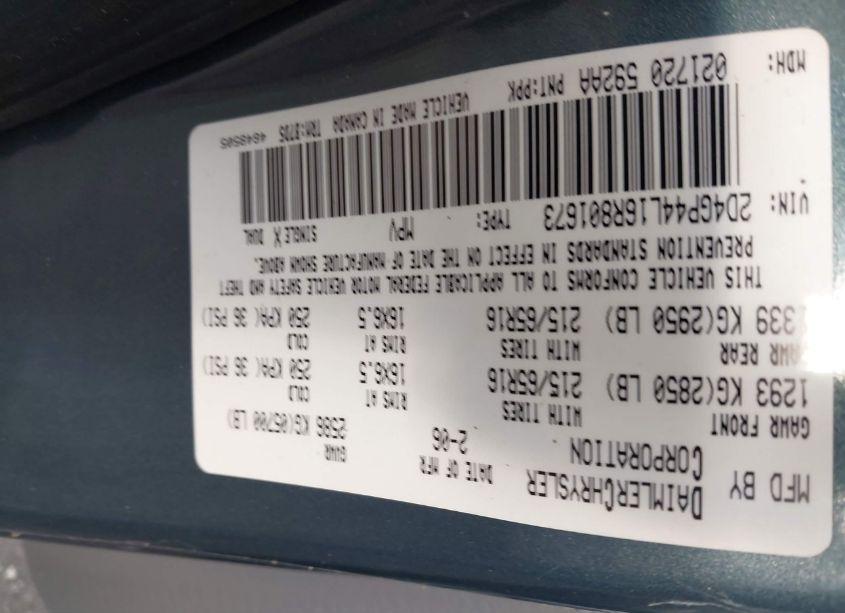 MFD BY DAIMLERCHRYSLER CORPORATION
DATE OF MFR 2-06
GVWR 2586 KG(05700 LB)
GAWR FRONT WITH TIRES RIMS AT COLD
1293 KG(2850 LB) 215/65R16 16X6.5 250 KPA( 36 PSI)
GAWR REAR WITH TIRES RIMS AT COLD
1339 KG(2950 LB) 215/65R16 16X6.5 250 KPA( 36 PSI)
THIS VEHICLE CONFORMS TO ALL APPLICABLE FEDERAL MOTOR VEHICLE SAFETY AND THEFT
PREVENTION STANDARDS IN EFFECT ON THE DATE OF MANUFACTURE SHOWN ABOVE.
VIN: 2D4GP44L16R801673 TYPE: MPV SINGLE X DUAL
MDH: 021720 592AA PNT:PPK VEHICLE MADE IN CANADA